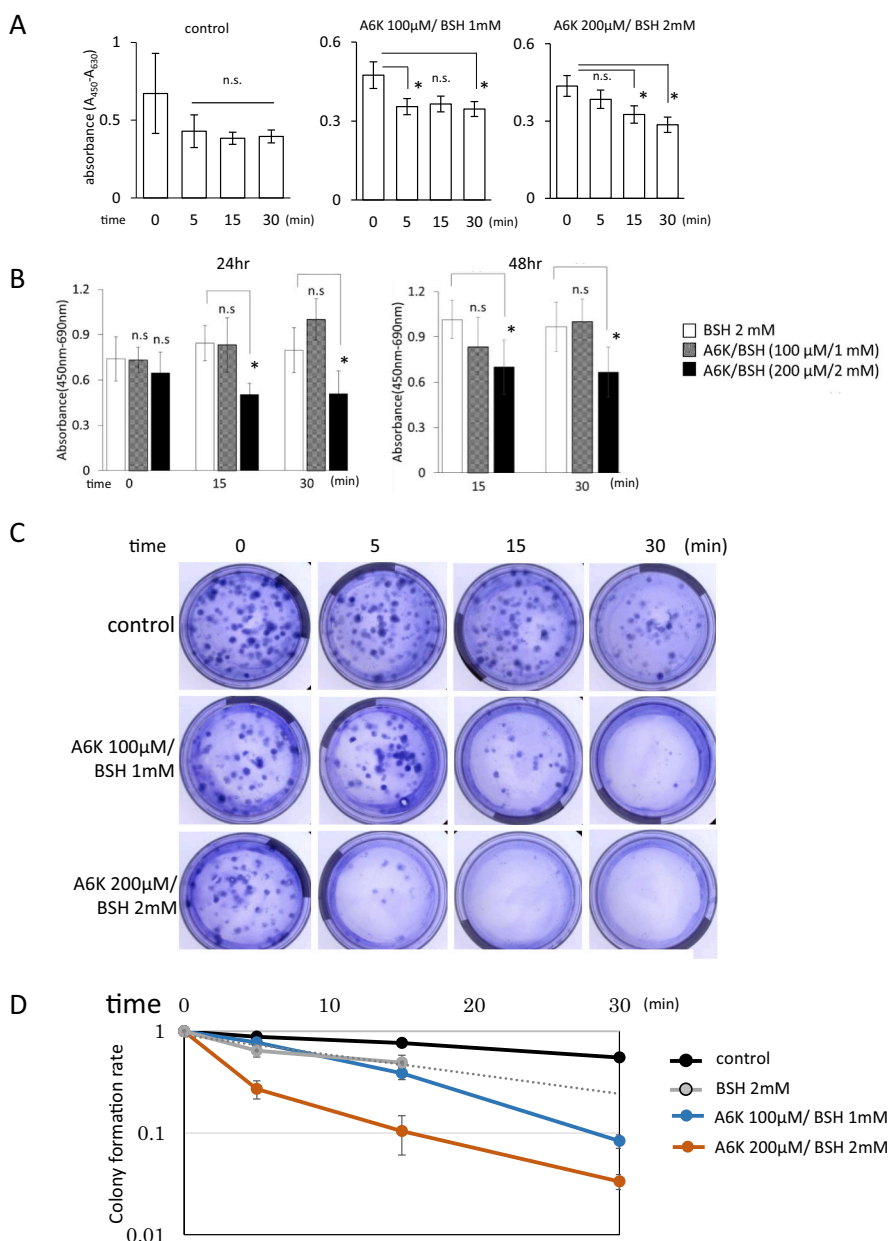 A
control
A6K 100µM/ BSH 1mM
A6K 200µM/ BSH 2mM
absorbance (A450-A630)
1
0.5
0
n.s.
0.6
0.3
0
n.s.
*
*
0.6
0.3
0
n.s.
*
*
time 0 5 15 30 (min) 0 5 15 30 (min) 0 5 15 30 (min)
B
24hr
48hr
Absorbance(450nm-690nm)
1.2
0.9
0.6
0.3
0
n.s n.s
n.s
*
n.s
*
time 0 15 30 (min)
Absorbance(450nm-690nm)
1.2
0.9
0.6
0.3
0
n.s
*
n.s
*
15 30 (min)
BSH 2 mM
A6K/BSH (100 µM/1 mM)
A6K/BSH (200 µM/2 mM)
C
time 0 5 15 30 (min)
control
A6K 100µM/
BSH 1mM
A6K 200µM/
BSH 2mM
D
time 0 10 20 30 (min)
Colony formation rate
1
0.1
0.01
control
BSH 2mM
A6K 100µM/ BSH 1mM
A6K 200µM/ BSH 2mM